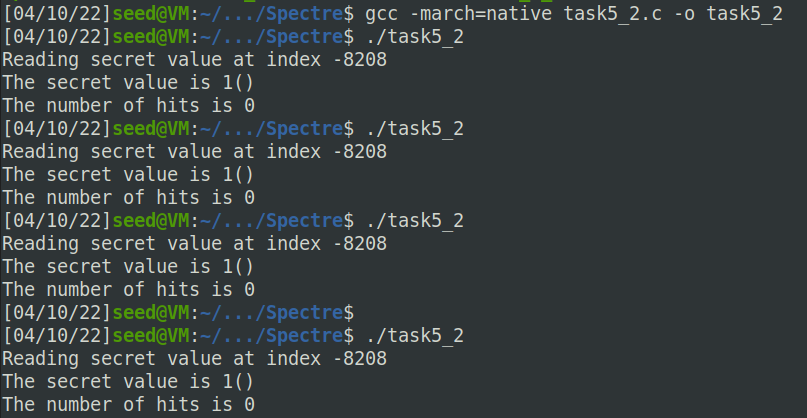 [04/10/22]seed@VM:~/.../Spectre$ gcc -march=native task5_2.c -o task5_2
[04/10/22]seed@VM:~/.../Spectre$ ./task5_2
Reading secret value at index -8208
The secret value is 1()
The number of hits is 0
[04/10/22]seed@VM:~/.../Spectre$ ./task5_2
Reading secret value at index -8208
The secret value is 1()
The number of hits is 0
[04/10/22]seed@VM:~/.../Spectre$ ./task5_2
Reading secret value at index -8208
The secret value is 1()
The number of hits is 0
[04/10/22]seed@VM:~/.../Spectre$
[04/10/22]seed@VM:~/.../Spectre$ ./task5_2
Reading secret value at index -8208
The secret value is 1()
The number of hits is 0